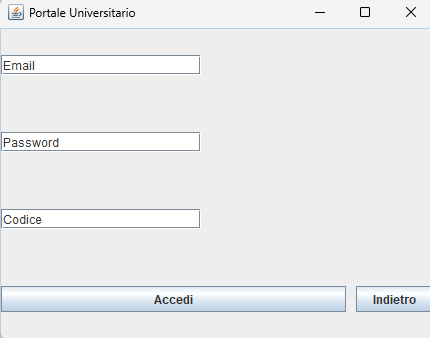 Portale Universitario
Email
Password
Codice
Accedi
Indietro